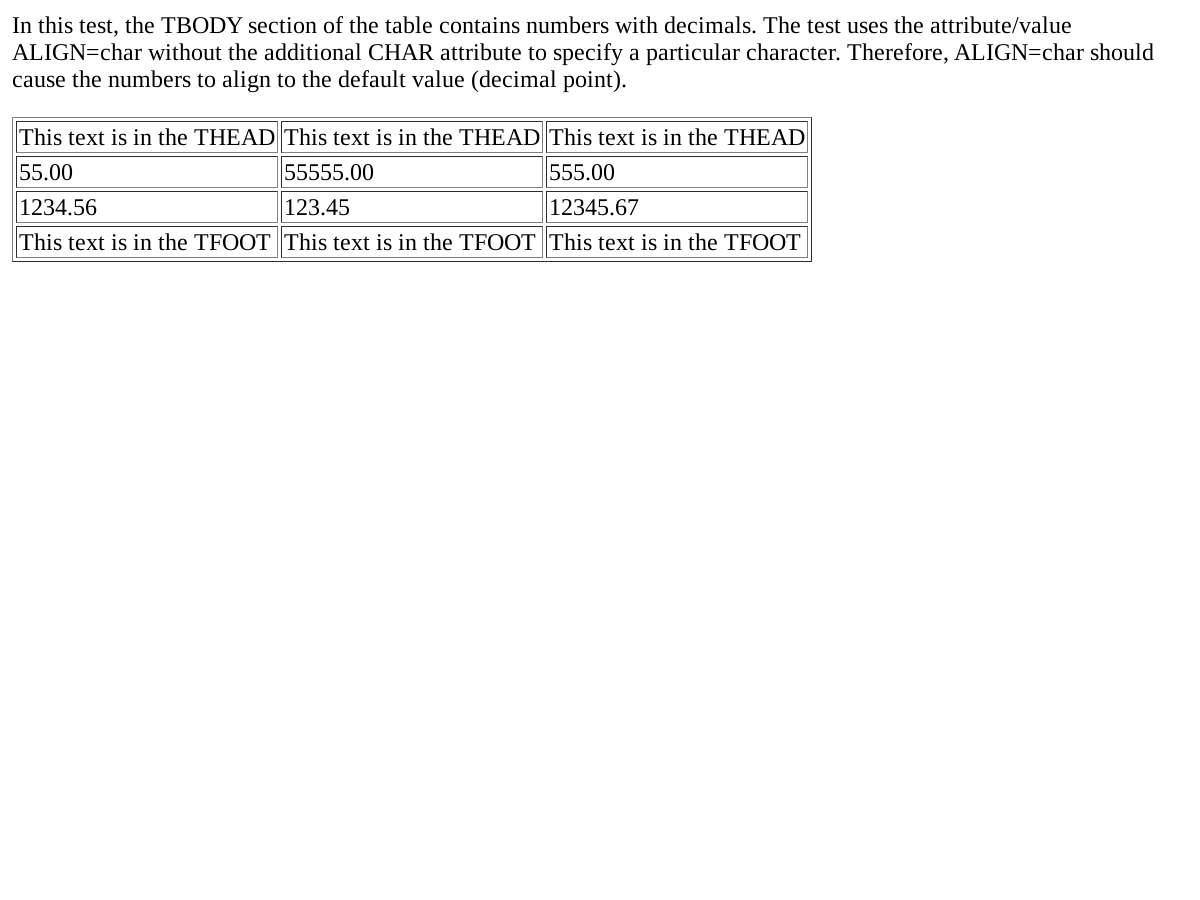 In this test, the TBODY section of the table contains numbers with decimals. The test uses the attribute/value
ALIGN=char without the additional CHAR attribute to specify a particular character. Therefore, ALIGN=char should
cause the numbers to align to the default value (decimal point).
This text is in the THEAD This text is in the THEAD This text is in the THEAD
55.00 55555.00 555.00
1234.56 123.45 12345.67
This text is in the TFOOT This text is in the TFOOT This text is in the TFOOT